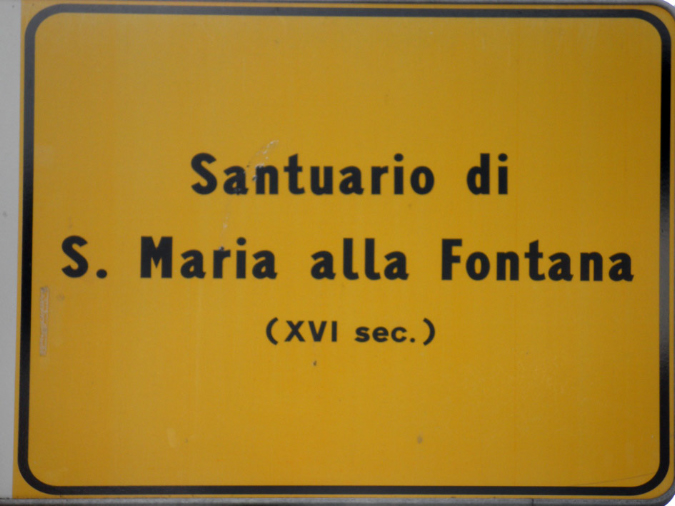 Santuario di
S. Maria alla Fontana
(XVI sec.)